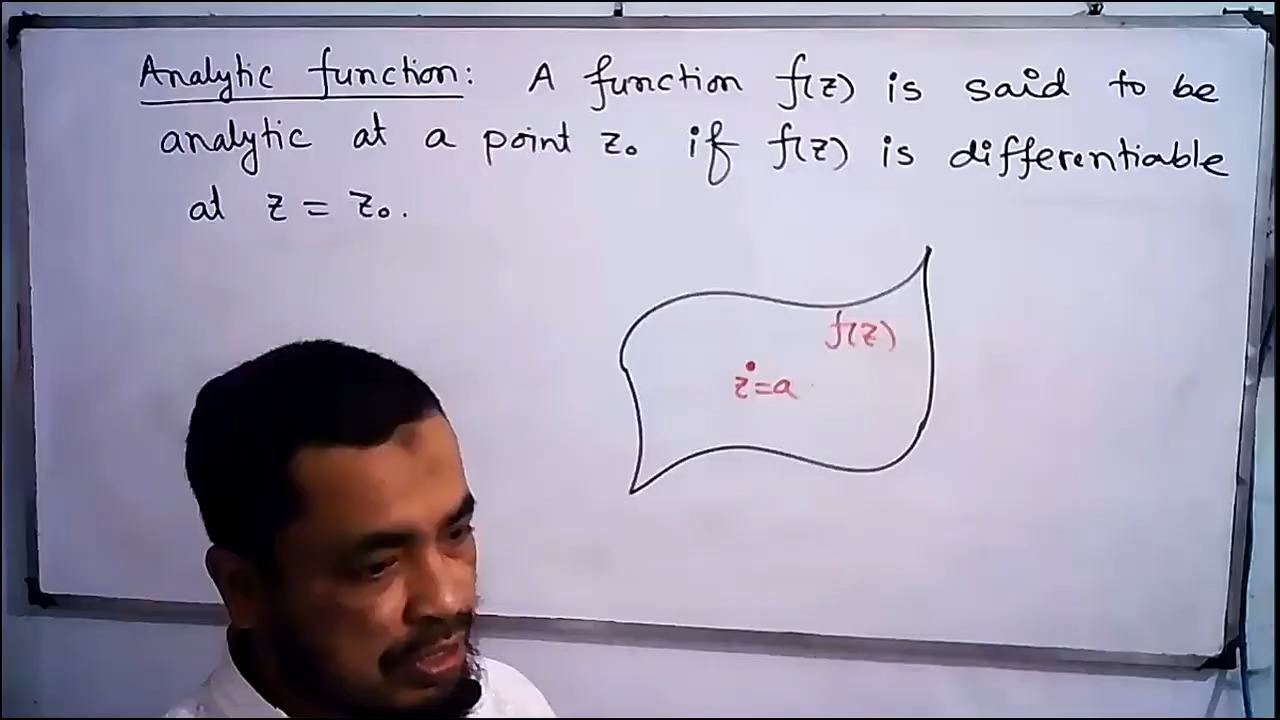 Analytic function: A function f(z) is said to be
analytic at a point z₀ if f(z) is differentiable
at z = z₀.
f(z)
z=a